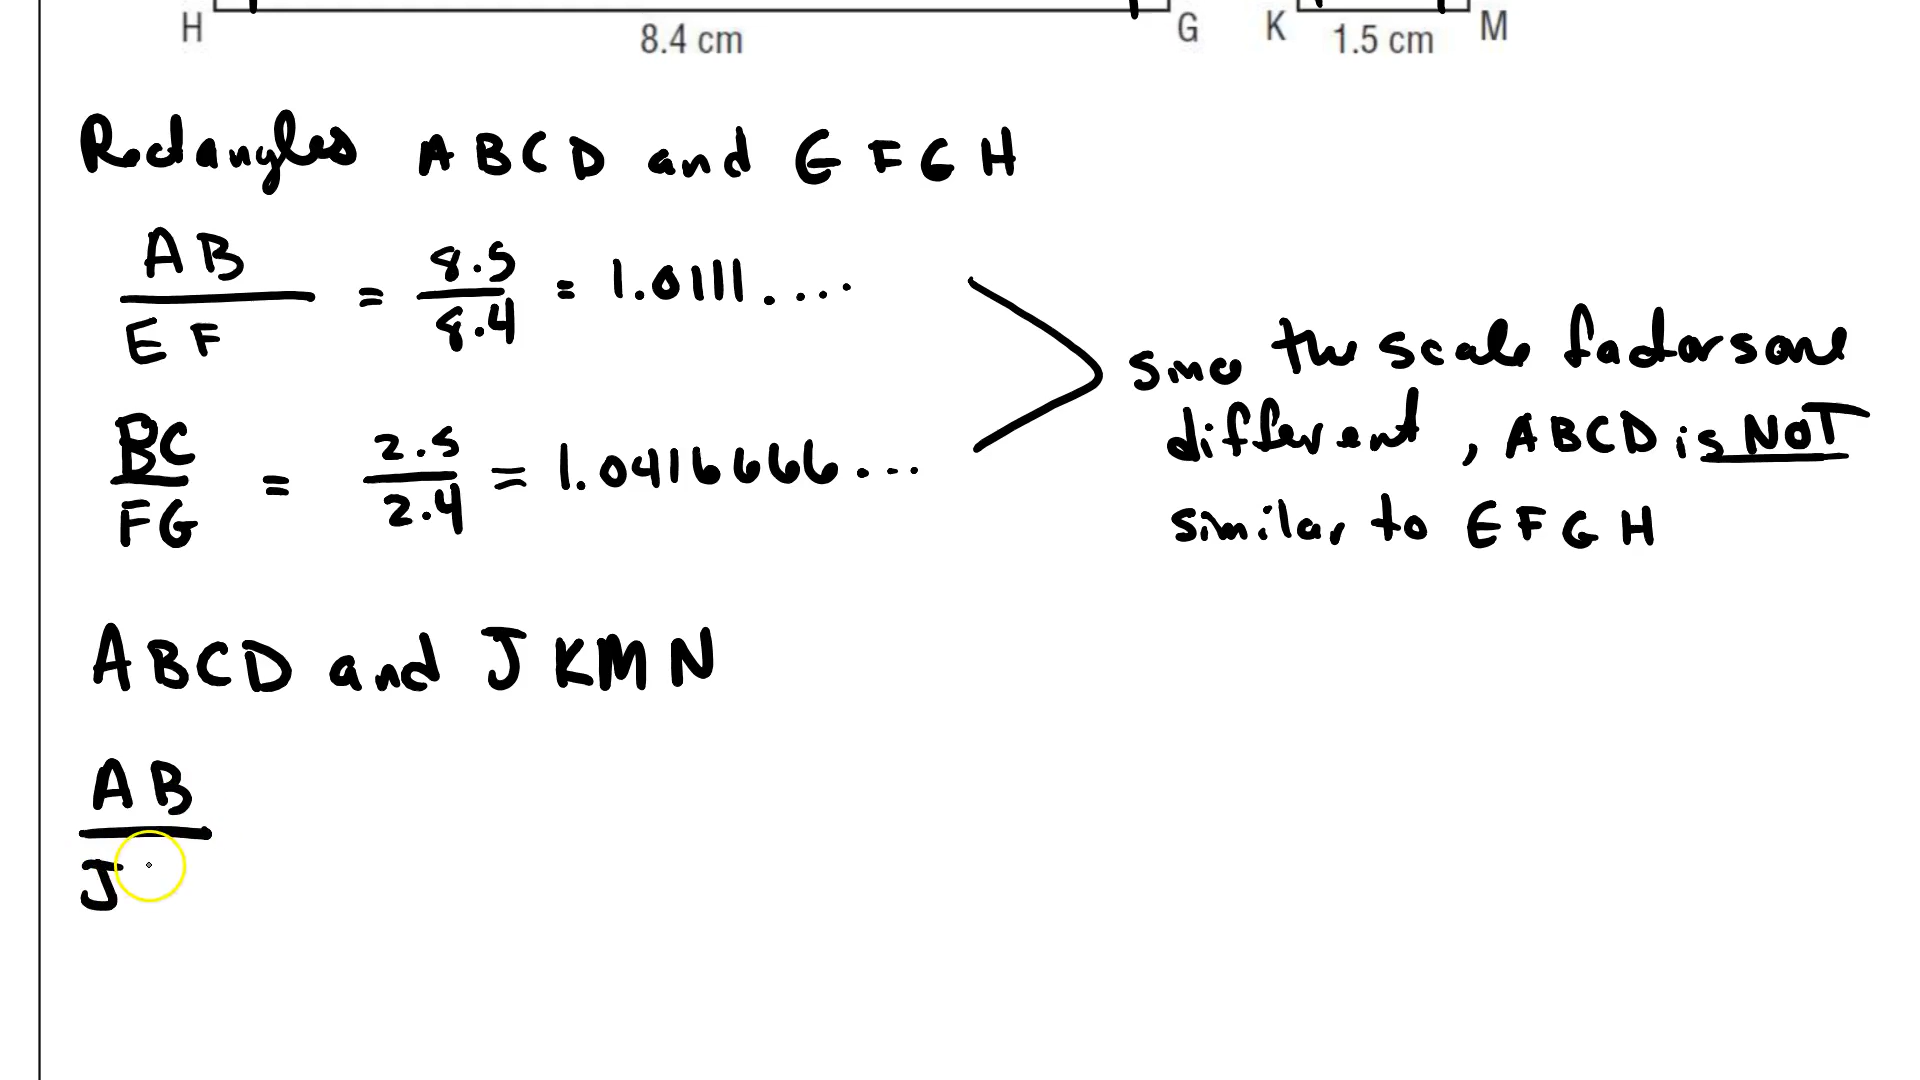 H 8.4 cm G K 1.5 cm M
Rectangles ABCD and EFGH
AB
EF
= 8.5
8.4
= 1.0111....
since the scale factors are
different, ABCD is NOT
similar to EFGH
BC
FG
= 2.5
2.4
= 1.0416666...
ABCD and JKMN
AB
J